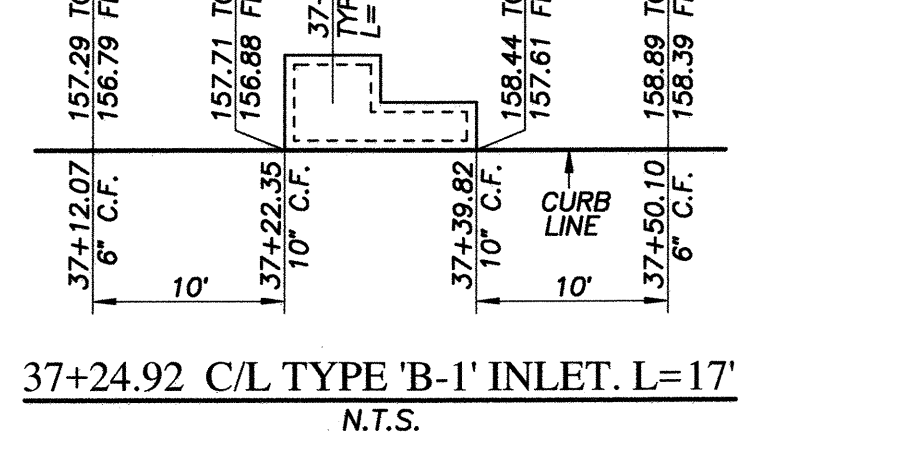 157.29
156.79
157.71
156.88
37-
L=
158.44
157.61
158.89
158.39
37+12.07
6" C.F.
37+22.35
10" C.F.
37+39.82
10" C.F.
CURB
LINE
37+50.10
6" C.F.
10'
10'
37+24.92 C/L TYPE 'B-1' INLET. L=17'
N.T.S.